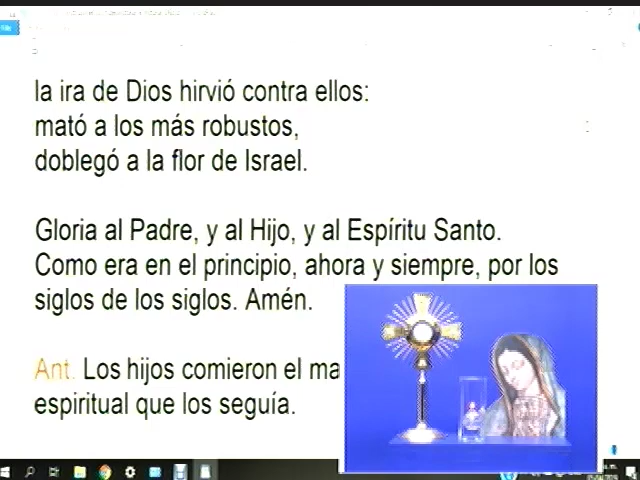 la ira de Dios hirvió contra ellos:
mató a los más robustos,
doblegó a la flor de Israel.
Gloria al Padre, y al Hijo, y al Espíritu Santo.
Como era en el principio, ahora y siempre, por los
siglos de los siglos. Amén.
Ant. Los hijos comieron el ma
espiritual que los seguía.